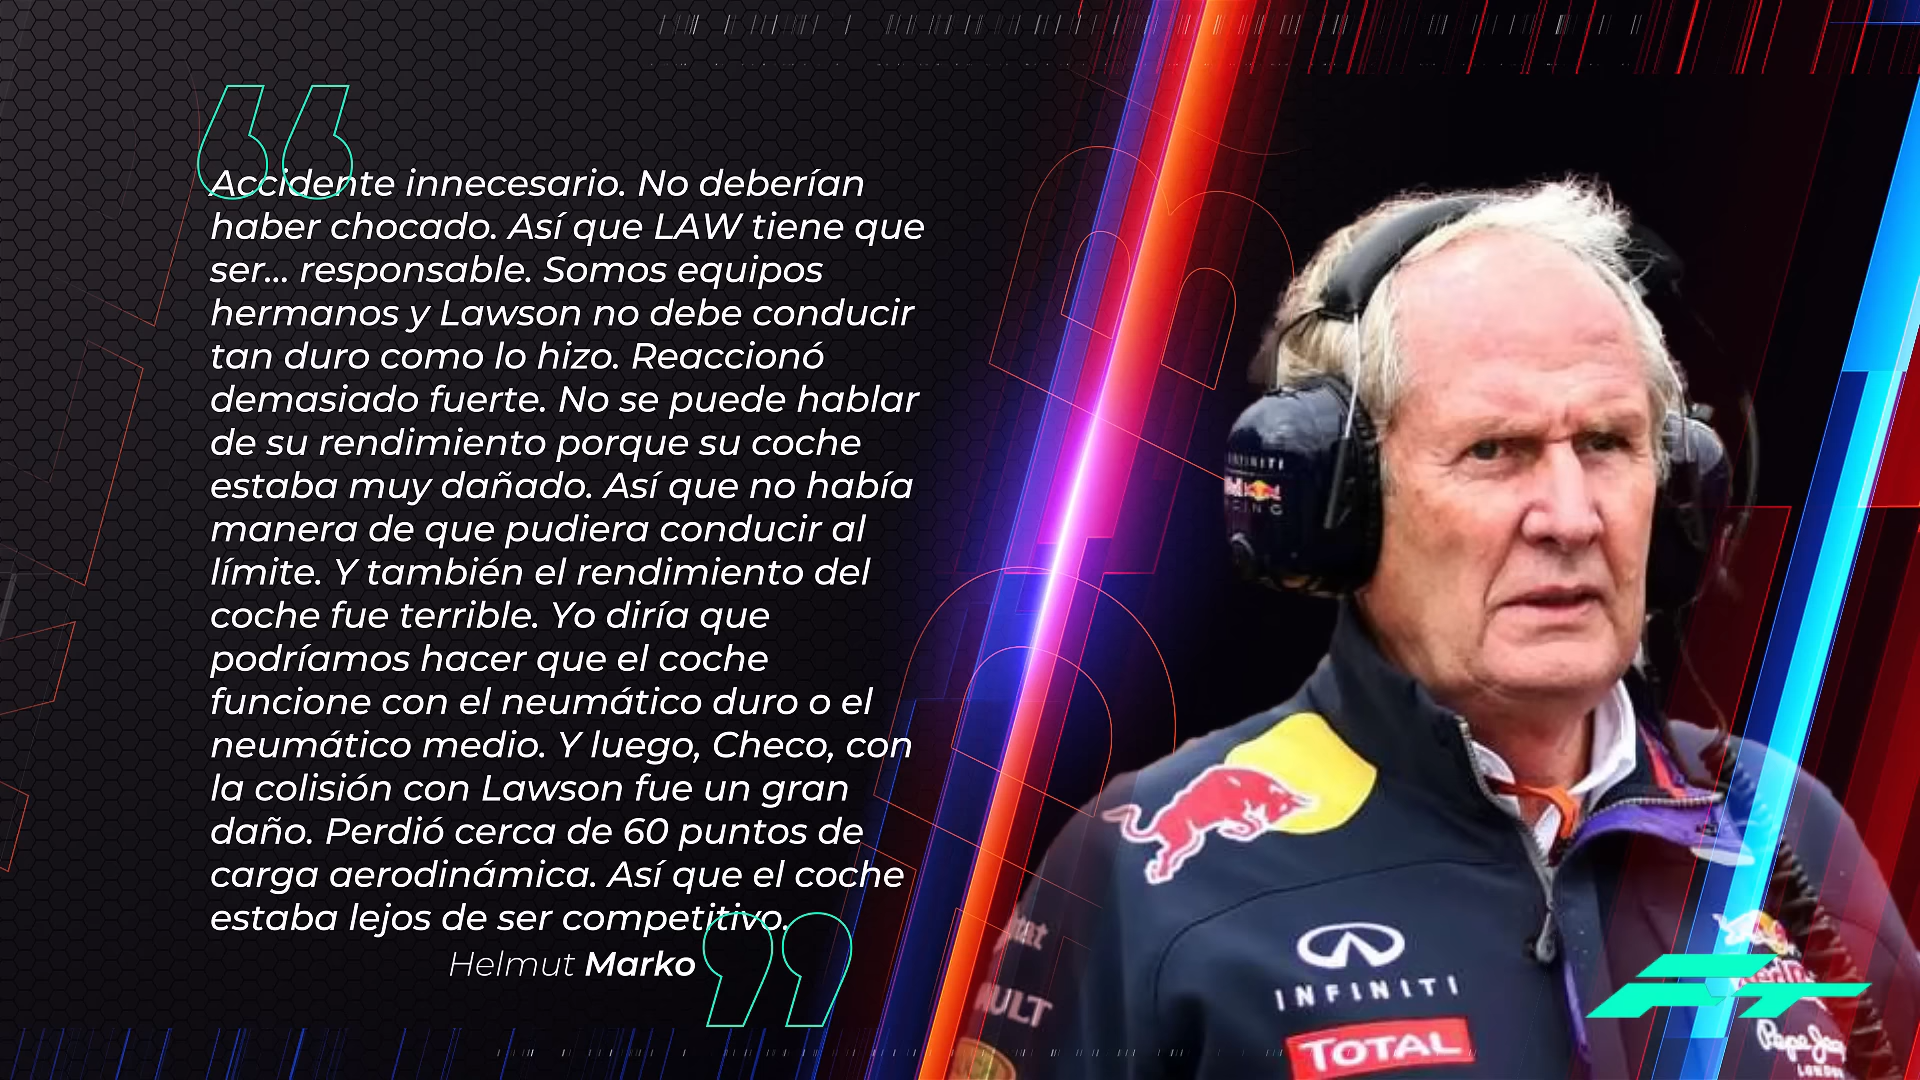 Accidente innecesario. No deberían
haber chocado. Así que LAW tiene que
ser... responsable. Somos equipos
hermanos y Lawson no debe conducir
tan duro como lo hizo. Reaccionó
demasiado fuerte. No se puede hablar
de su rendimiento porque su coche
estaba muy dañado. Así que no había
manera de que pudiera conducir al
límite. Y también el rendimiento del
coche fue terrible. Yo diría que
podríamos hacer que el coche
funcione con el neumático duro o el
neumático medio. Y luego, Checo, con
la colisión con Lawson fue un gran
daño. Perdió cerca de 60 puntos de
carga aerodinámica. Así que el coche
estaba lejos de ser competitivo.
Helmut Marko
INFINITI
INFINITI
TOTAL
Pepe Jea
LONDON
FT